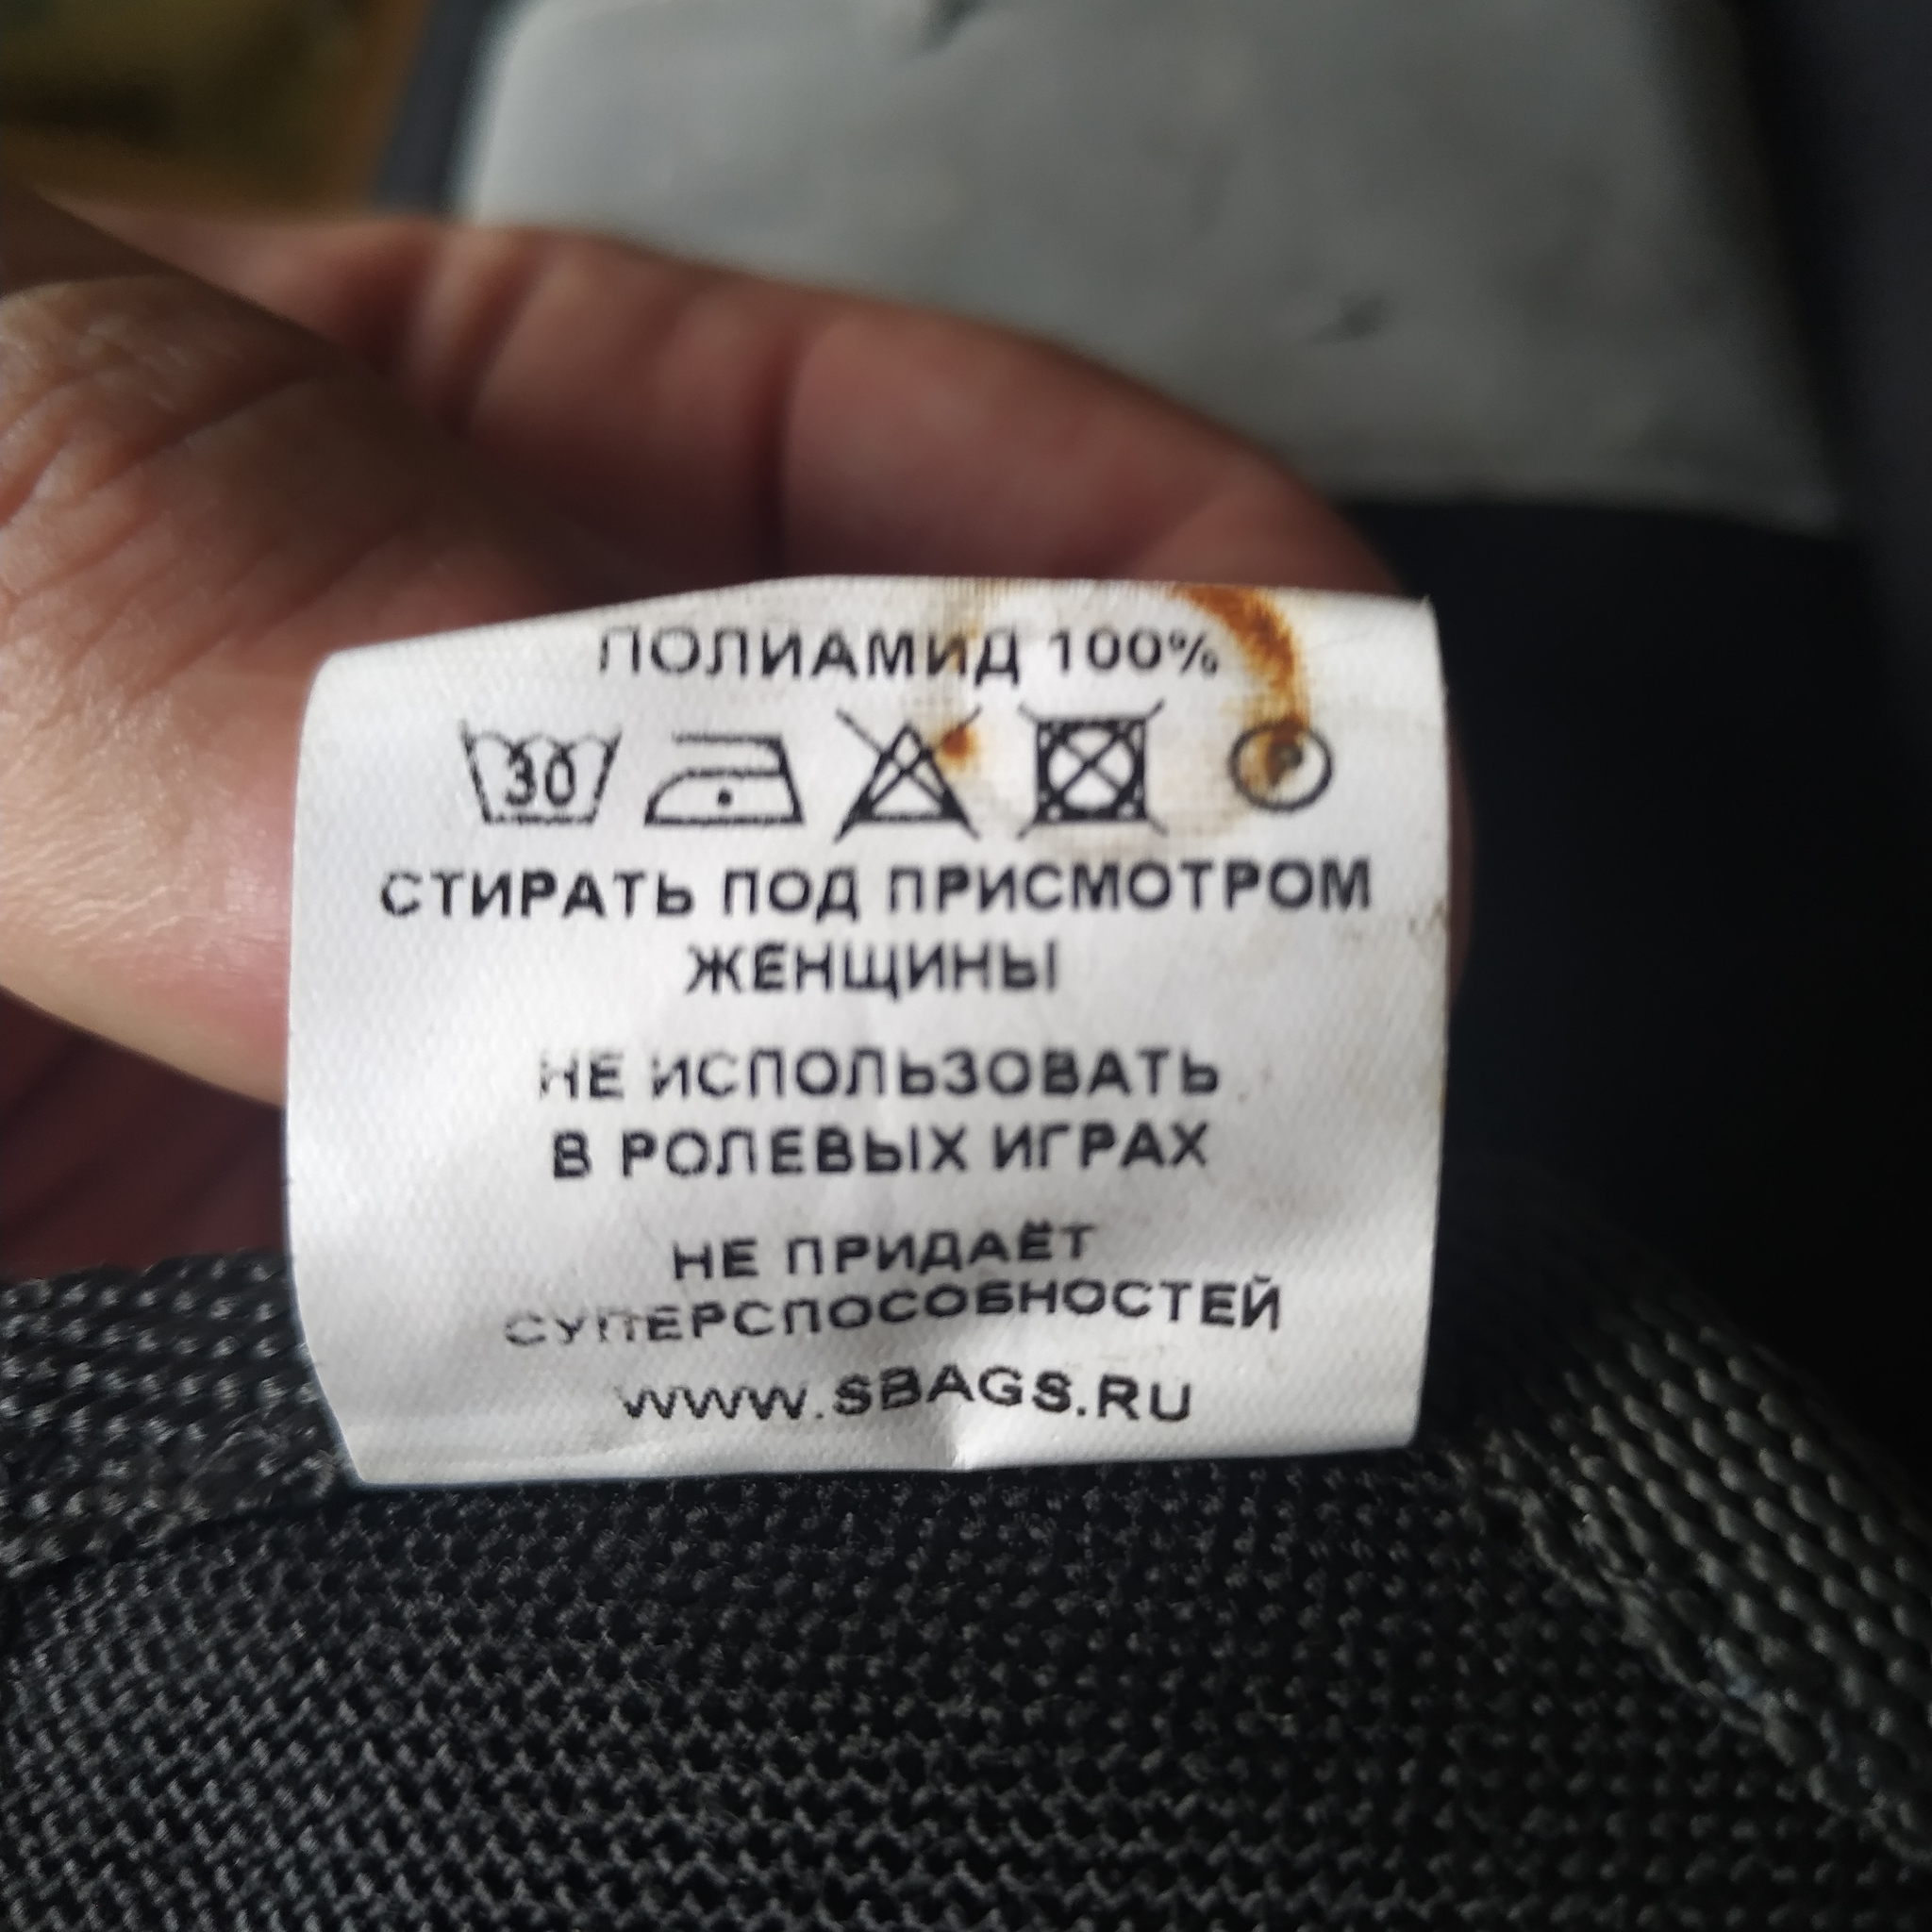 ПОЛИАМИД 100%
30 P
СТИРАТЬ ПОД ПРИСМОТРОМ
ЖЕНЩИНЫ
НЕ ИСПОЛЬЗОВАТЬ
В РОЛЕВЫХ ИГРАХ
НЕ ПРИДАЁТ
СУПЕРСПОСОБНОСТЕЙ
WWW.SBAGS.RU